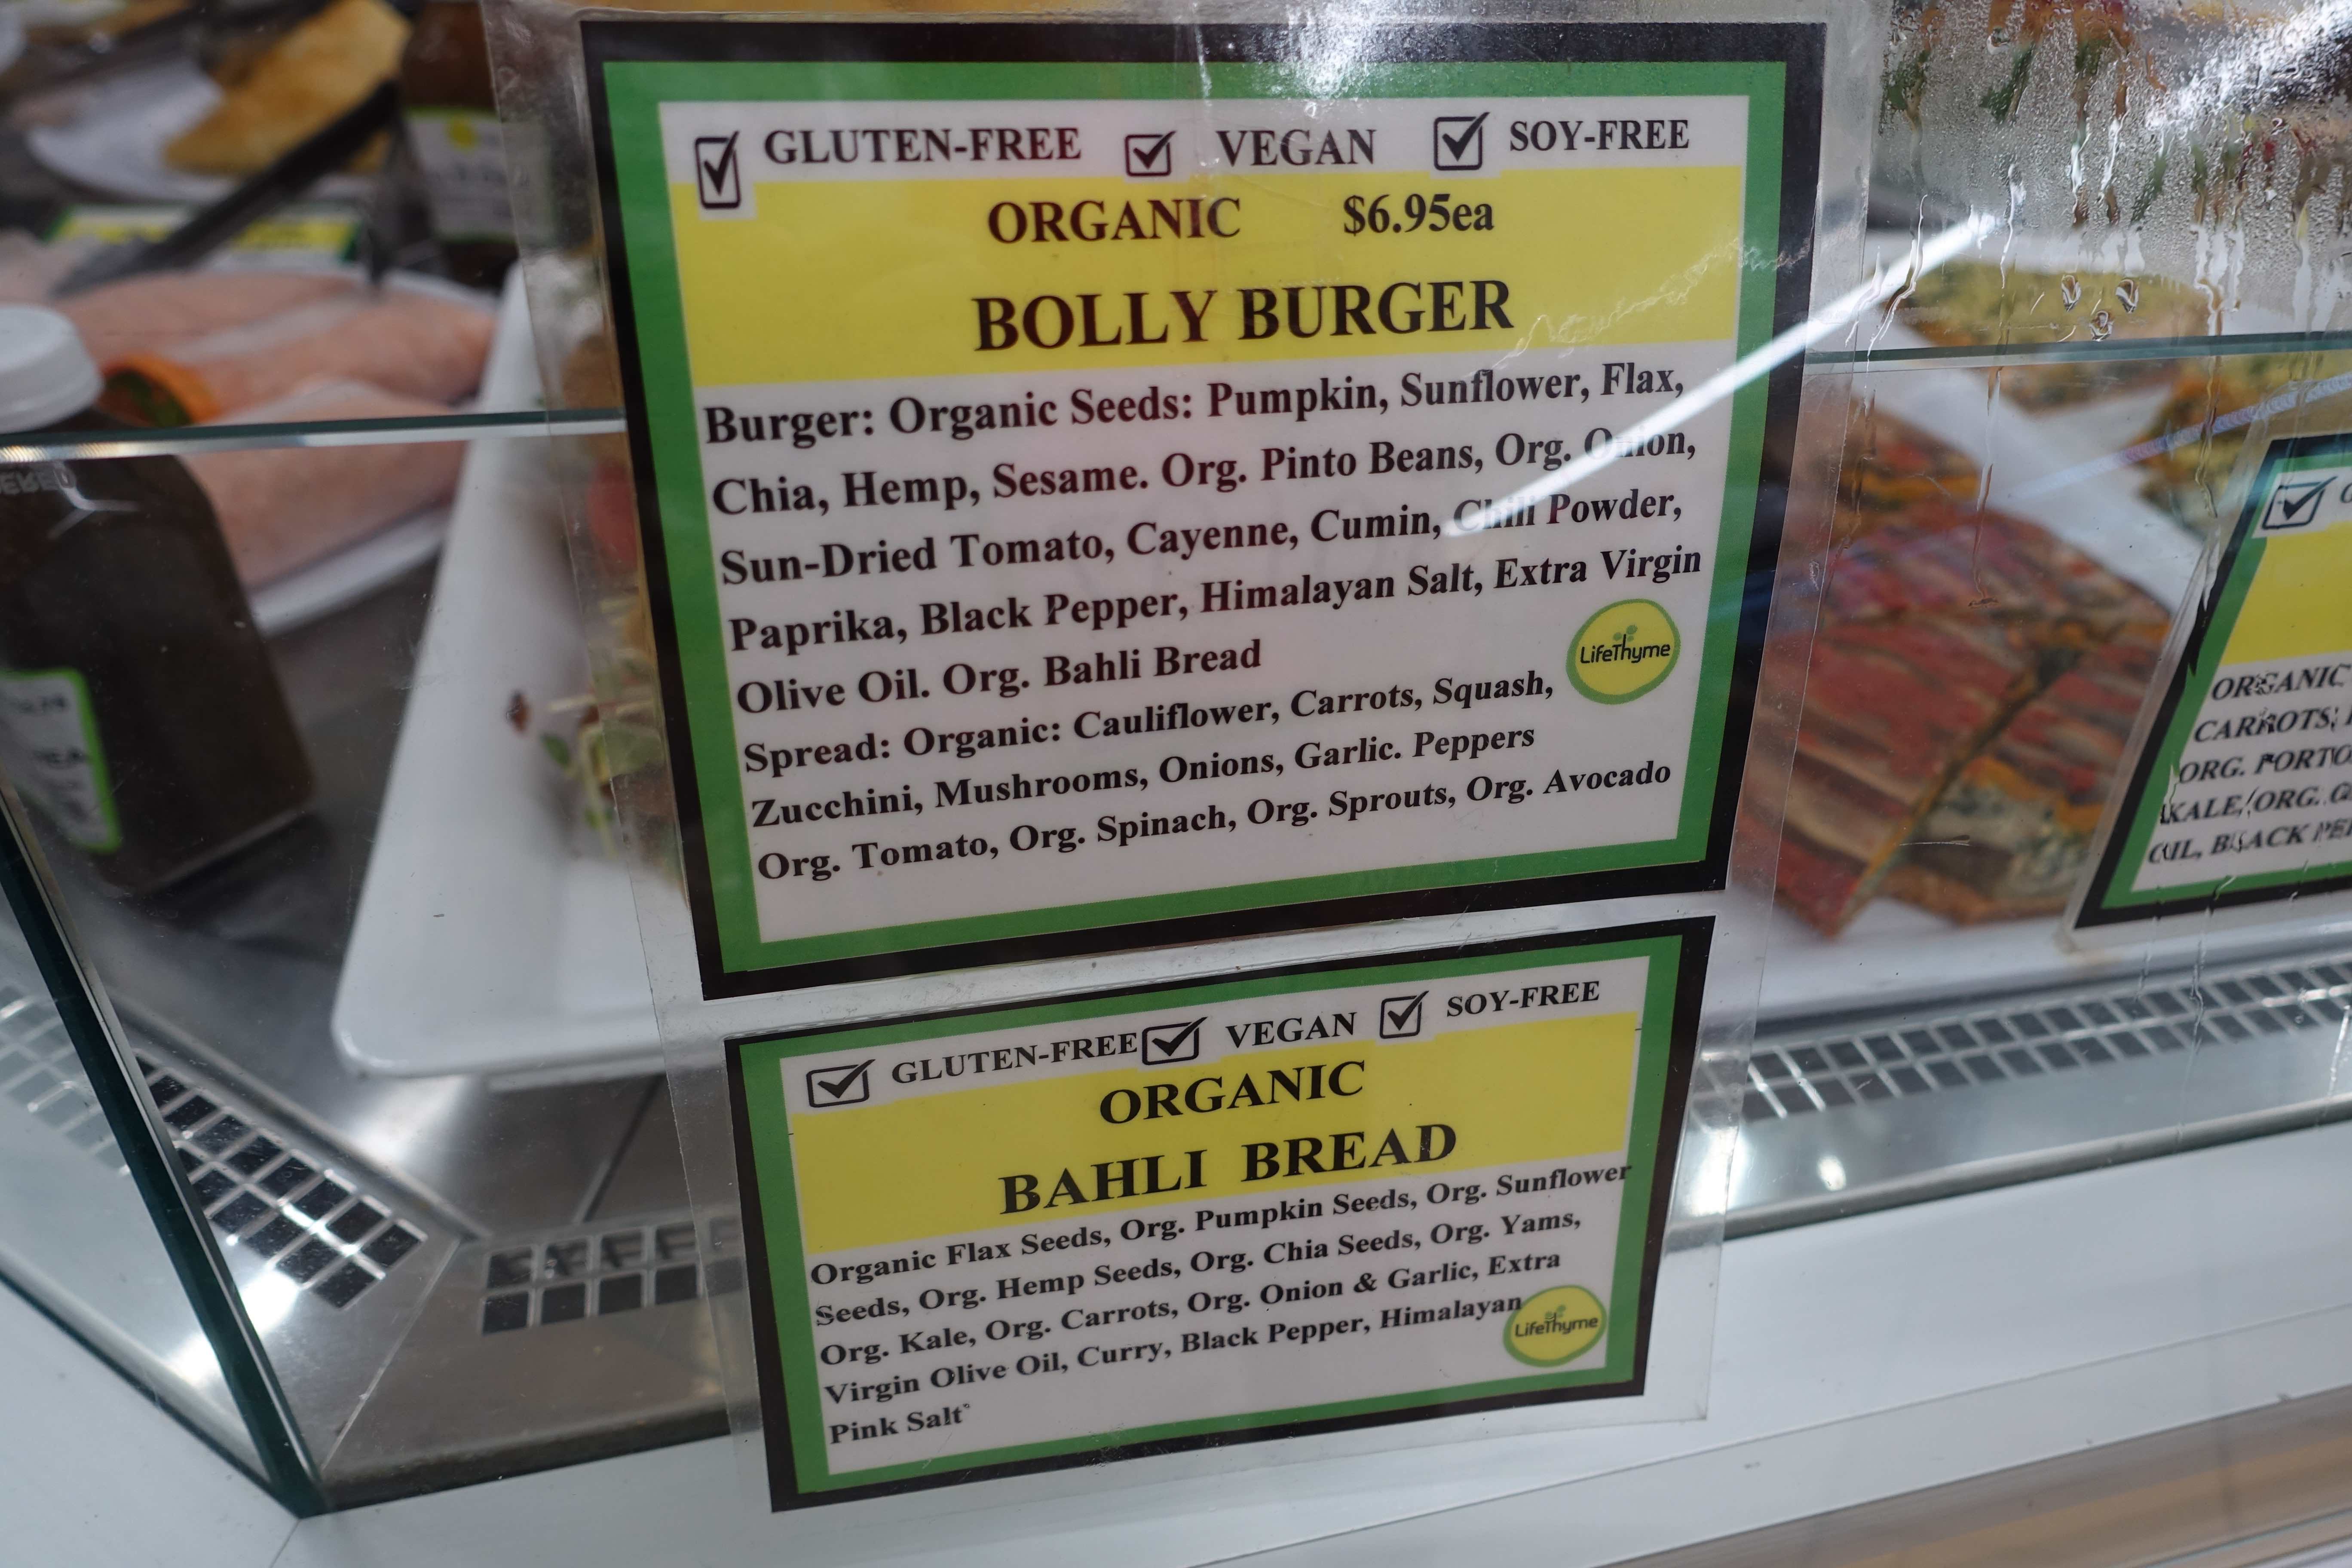 GLUTEN-FREE VEGAN SOY-FREE
ORGANIC $6.95ea
BOLLY BURGER
Burger: Organic Seeds: Pumpkin, Sunflower, Flax,
Chia, Hemp, Sesame. Org. Pinto Beans, Org. Onion,
Sun-Dried Tomato, Cayenne, Cumin, Chili Powder,
Paprika, Black Pepper, Himalayan Salt, Extra Virgin
Olive Oil. Org. Bahli Bread
Spread: Organic: Cauliflower, Carrots, Squash,
Zucchini, Mushrooms, Onions, Garlic. Peppers
Org. Tomato, Org. Spinach, Org. Sprouts, Org. Avocado
LifeThyme
GLUTEN-FREE VEGAN SOY-FREE
ORGANIC
BAHLI BREAD
Organic Flax Seeds, Org. Pumpkin Seeds, Org. Sunflower
Seeds, Org. Hemp Seeds, Org. Chia Seeds, Org. Yams,
Org. Kale, Org. Carrots, Org. Onion & Garlic, Extra
Virgin Olive Oil, Curry, Black Pepper, Himalayan
Pink Salt
LifeThyme
ORGANIC
CARROTS,
ORG.
KALE, ORG.
OIL, BLACK